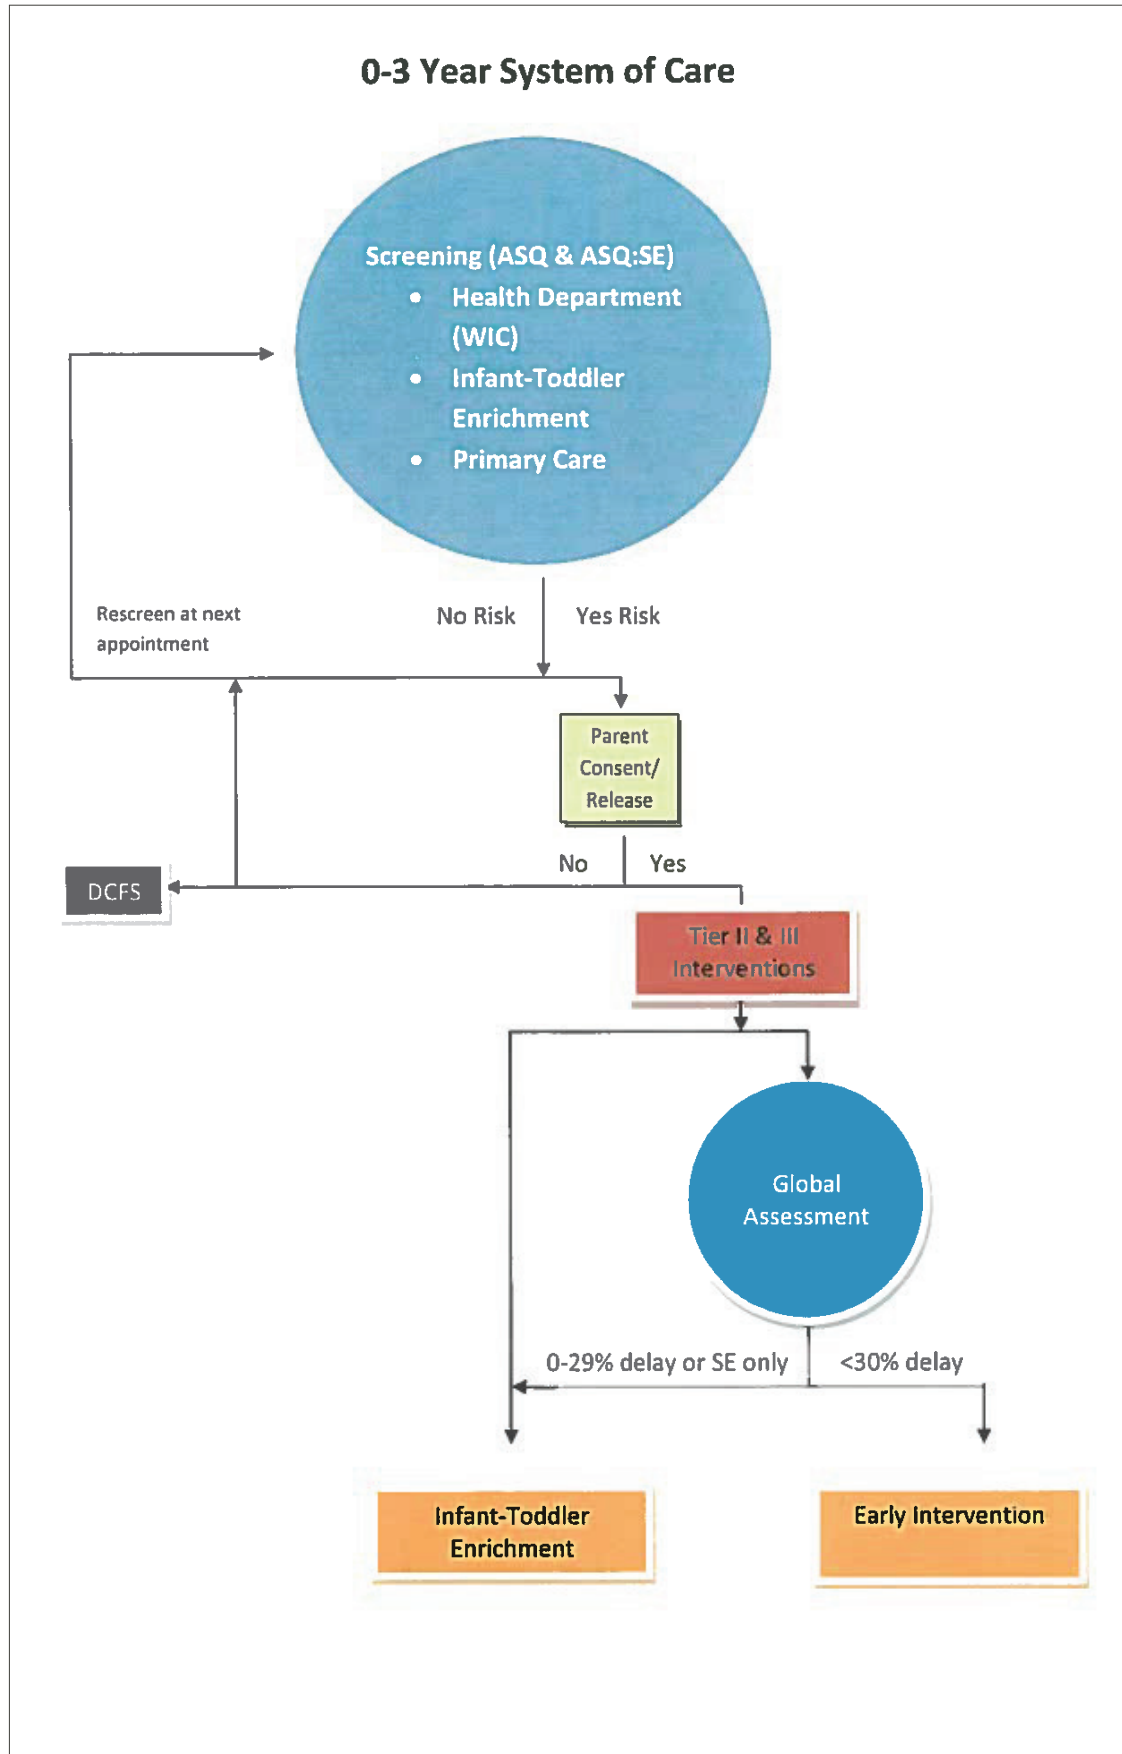 0-3 Year System of Care
Screening (ASQ & ASQ:SE)
• Health Department
(WIC)
• Infant-Toddler
Enrichment
• Primary Care
Rescreen at next
appointment
No Risk
Yes Risk
Parent
Consent/
Release
No
Yes
DCFS
Tier II & III
Interventions
Global
Assessment
0-29% delay or SE only
<30% delay
Infant-Toddler
Enrichment
Early Intervention